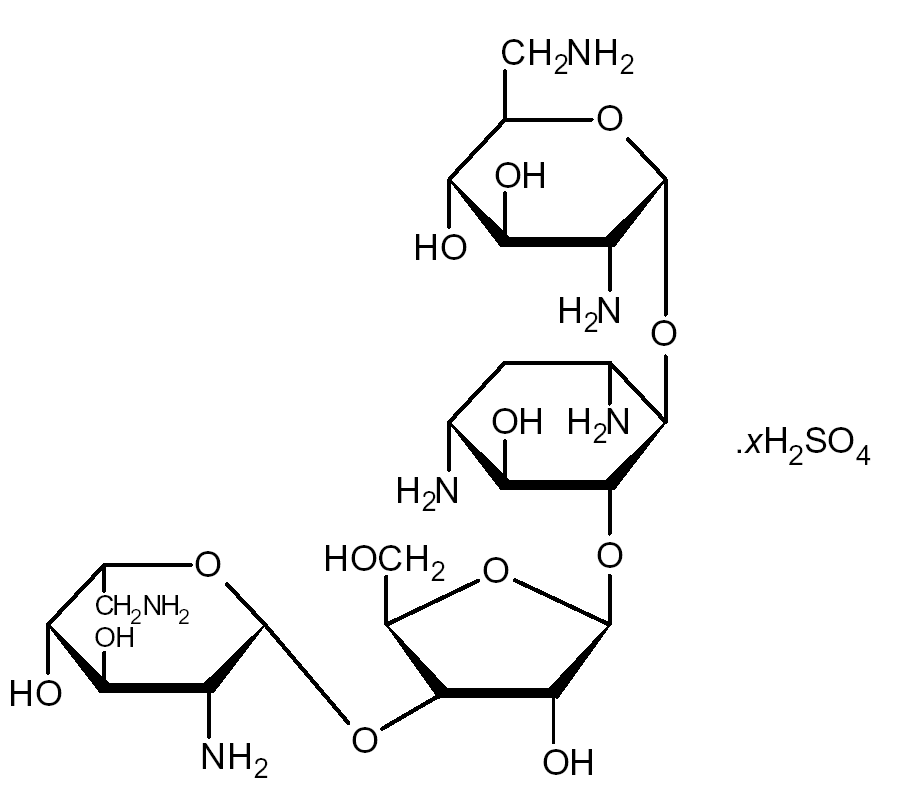 CH₂NH₂
O
OH
HO
H₂N
O
OH H₂N
.xH₂SO₄
H₂N
O
HOCH₂ O
O
CH₂NH₂
OH
HO
O
NH₂
OH